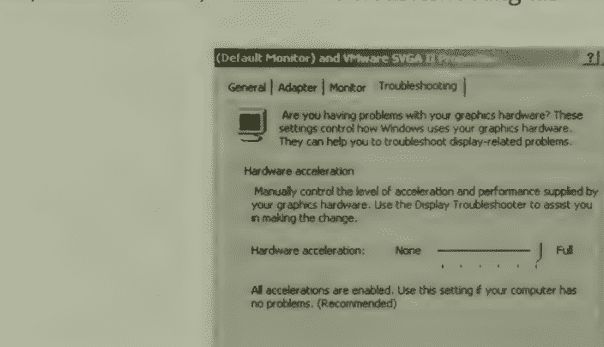 (Default Monitor) and VMware SVGA II
General Adapter Monitor Troubleshooting
Are you having problems with your graphics hardware? These
settings control how Windows uses your graphics hardware.
They can help you to troubleshoot display-related problems.
Hardware acceleration
Manually control the level of acceleration and performance supplied by
your graphics hardware. Use the Display Troubleshooter to assist you
in making the change.
Hardware acceleration: None Full
All accelerations are enabled. Use this setting if your computer has
no problems. (Recommended)